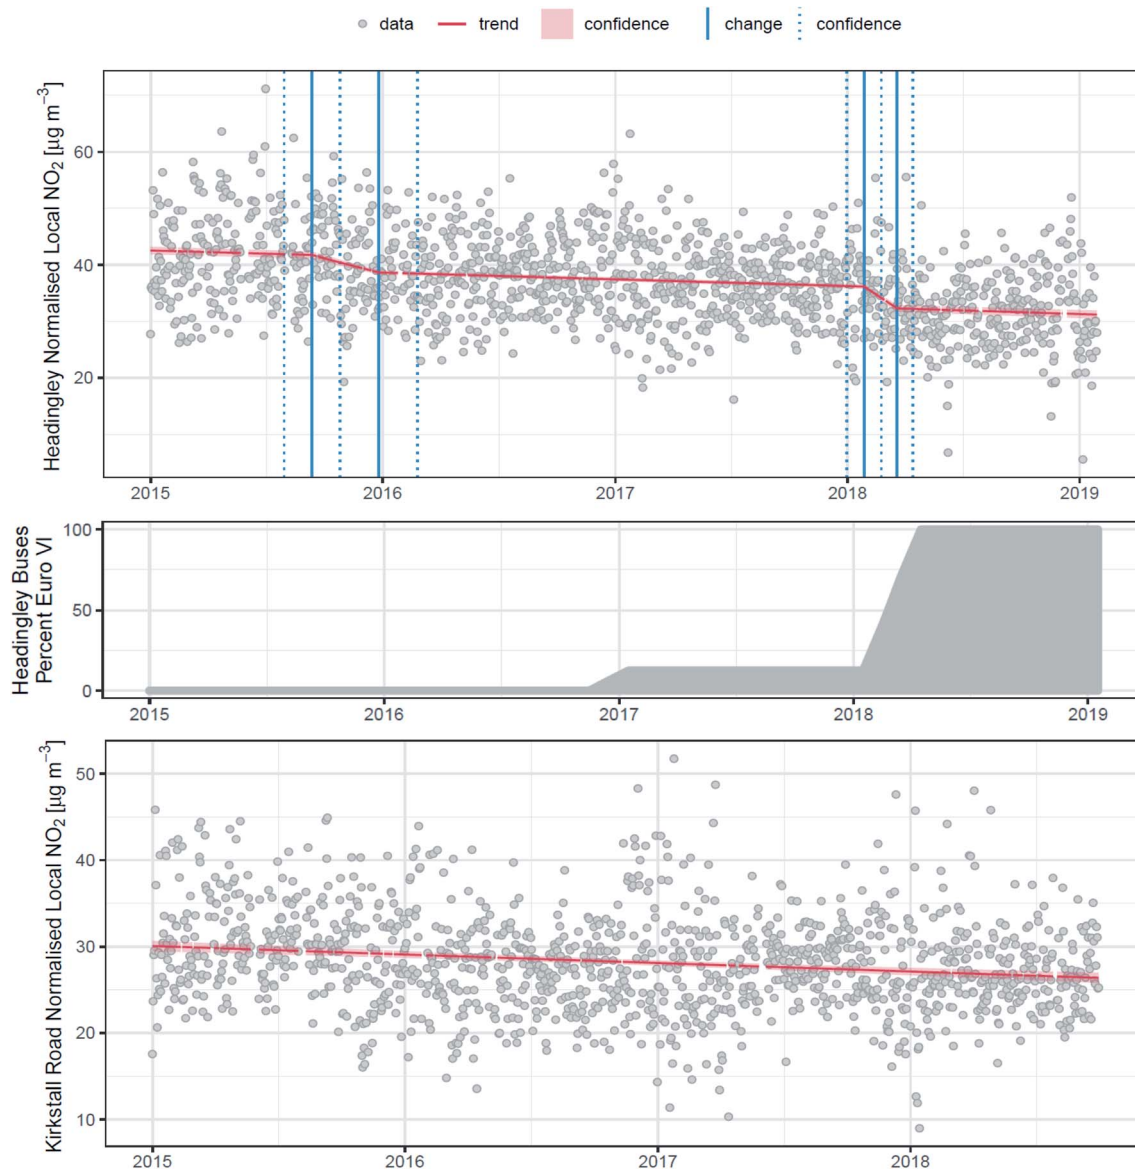 data trend confidence change confidence
Headingley Normalised Local NO₂ [µg m⁻³]
60
40
20
2015 2016 2017 2018 2019
Headingley Buses
Percent Euro VI
100
50
0
2015 2016 2017 2018 2019
Kirkstall Road Normalised Local NO₂ [µg m⁻³]
50
40
30
20
10
2015 2016 2017 2018